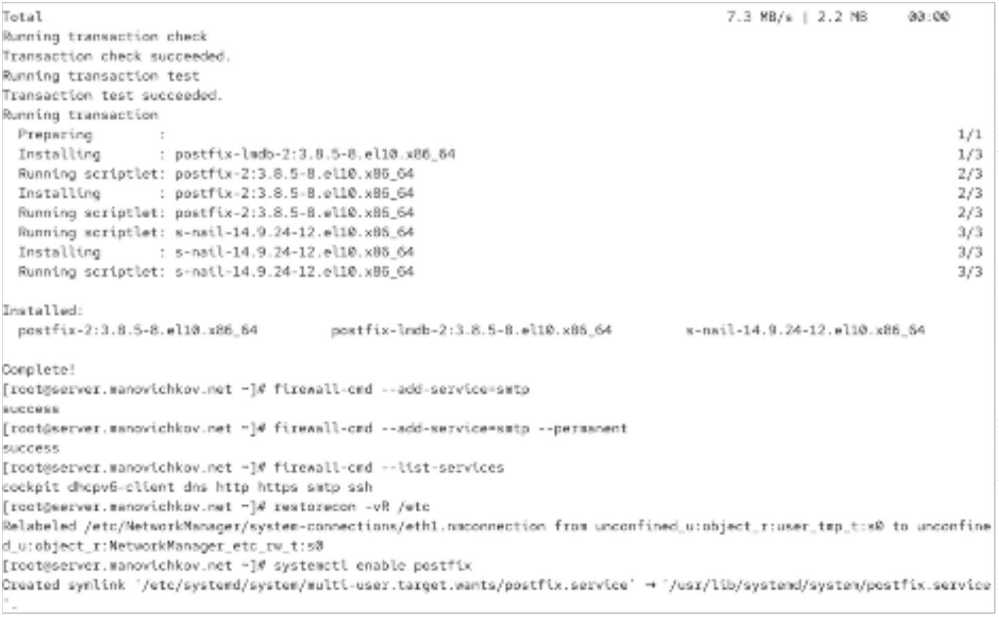 Total                                                                                    7.3 MB/s | 2.2 MB     00:00
Running transaction check
Transaction check succeeded.
Running transaction test
Transaction test succeeded.
Running transaction
  Preparing        :                                                                                                 1/1
  Installing       : postfix-lmdb-2:3.8.5-8.el10.x86_64                                                              1/3
  Running scriptlet: postfix-2:3.8.5-8.el10.x86_64                                                                   2/3
  Installing       : postfix-2:3.8.5-8.el10.x86_64                                                                   2/3
  Running scriptlet: postfix-2:3.8.5-8.el10.x86_64                                                                   2/3
  Running scriptlet: s-nail-14.9.24-12.el10.x86_64                                                                   3/3
  Installing       : s-nail-14.9.24-12.el10.x86_64                                                                   3/3
  Running scriptlet: s-nail-14.9.24-12.el10.x86_64                                                                   3/3
Installed:
  postfix-2:3.8.5-8.el10.x86_64         postfix-lmdb-2:3.8.5-8.el10.x86_64         s-nail-14.9.24-12.el10.x86_64
Complete!
[root@server.manovichkov.net ~]# firewall-cmd --add-service=smtp
success
[root@server.manovichkov.net ~]# firewall-cmd --add-service=smtp --permanent
success
[root@server.manovichkov.net ~]# firewall-cmd --list-services
cockpit dhcpv6-client dns http https smtp ssh
[root@server.manovichkov.net ~]# restorecon -vR /etc
Relabeled /etc/NetworkManager/system-connections/eth1.nmconnection from unconfined_u:object_r:user_tmp_t:s0 to unconfine
d_u:object_r:NetworkManager_etc_rw_t:s0
[root@server.manovichkov.net ~]# systemctl enable postfix
Created symlink '/etc/systemd/system/multi-user.target.wants/postfix.service' → '/usr/lib/systemd/system/postfix.service
'.